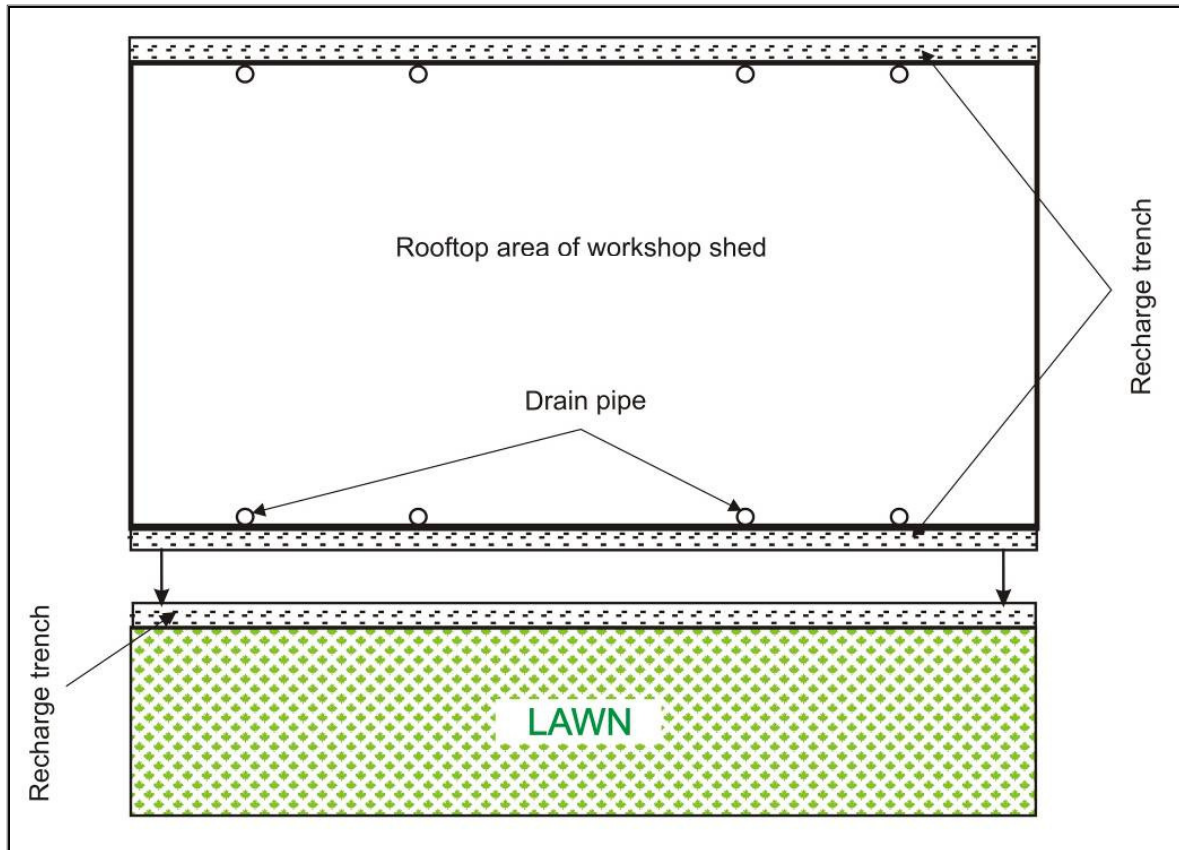 Rooftop area of workshop shed
Recharge trench
Drain pipe
Recharge trench
LAWN